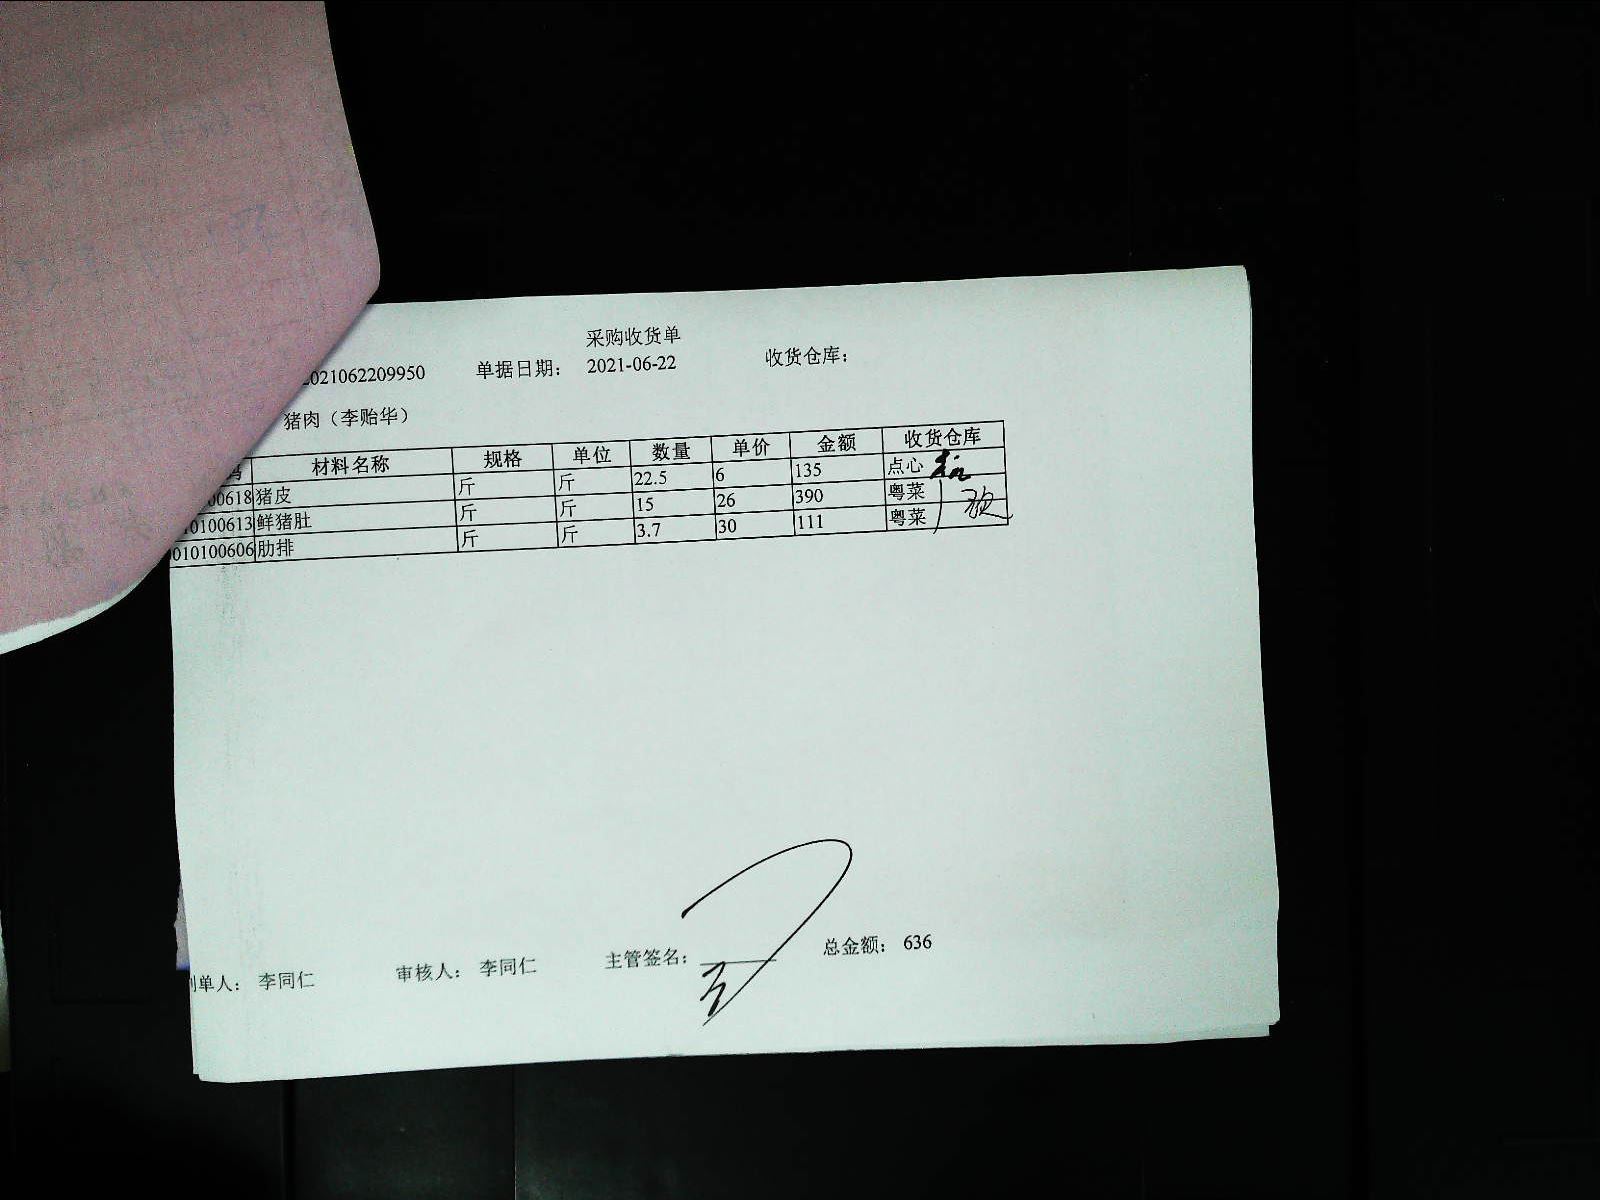 采购收货单
2021062209950 单据日期: 2021-06-22 收货仓库:
猪肉（李贻华）
码 材料名称 规格 单位 数量 单价 金额 收货仓库
00618 猪皮 斤 斤 22.5 6 135 点心
10100613 鲜猪肚 斤 斤 15 26 390 粤菜
010100606 肋排 斤 斤 3.7 30 111 粤菜
制单人: 李同仁 审核人: 李同仁 主管签名: 总金额: 636